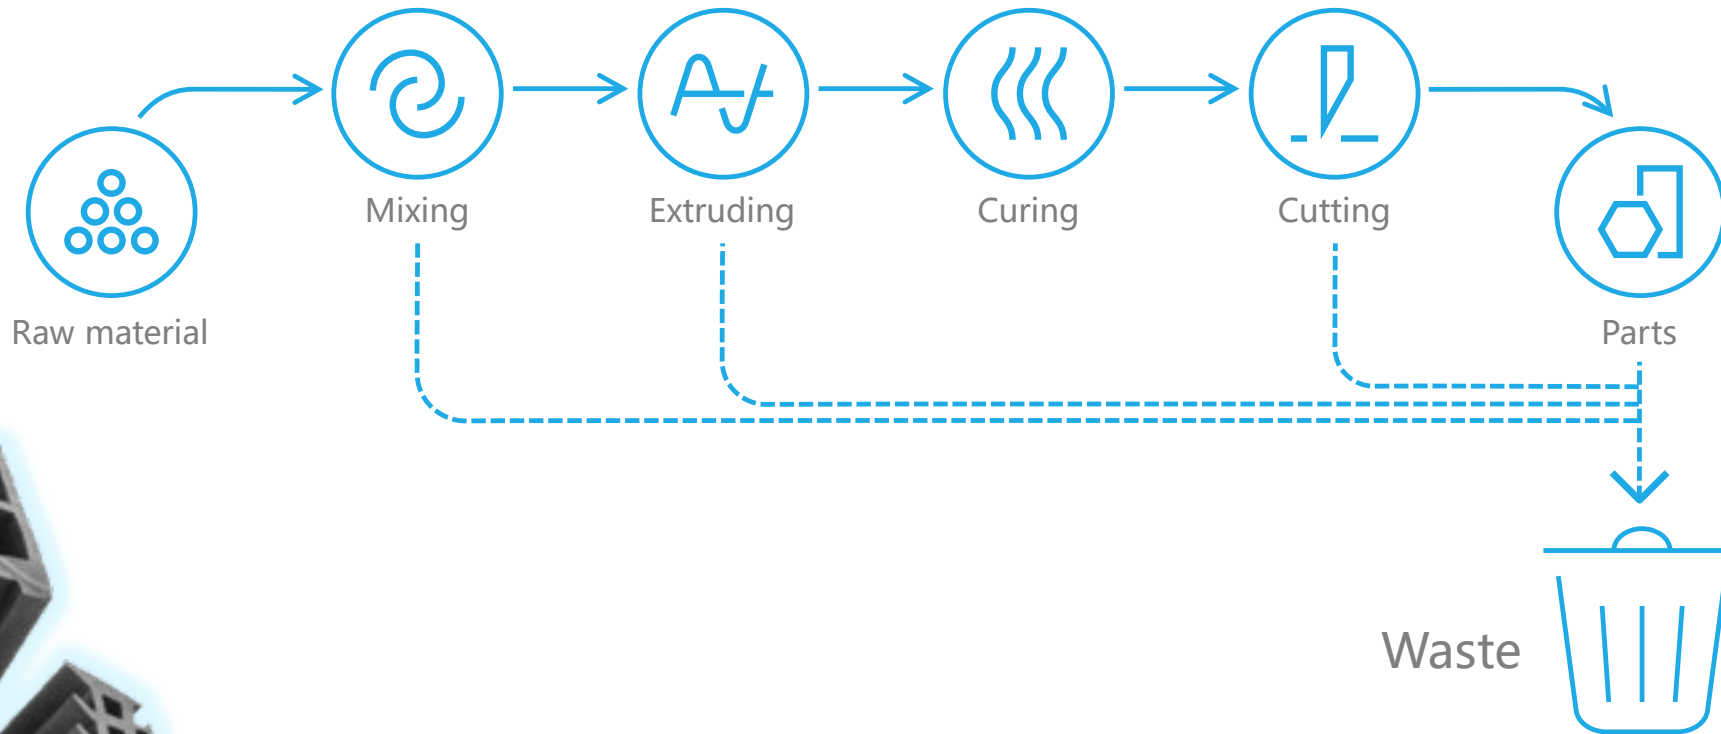 Mixing
Extruding
Curing
Cutting
Raw material
Parts
Waste